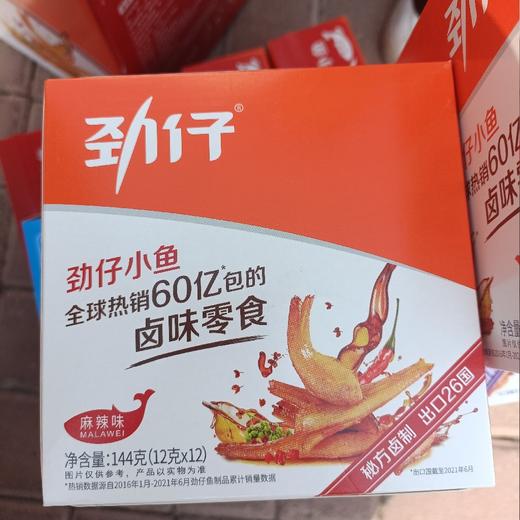 劲仔®
劲仔小鱼
全球热销60亿*包的
卤味零食
麻辣味
MALAWEI
净含量:144克(12克x12)
图片仅供参考，产品以实物为准
*热销数据源自2016年1月-2021年6月劲仔鱼制品累计销量数据
秘方卤制 出口26国
*出口国截至2021年6月
劲
仔小鱼
求热销60亿
卤味零
净含量